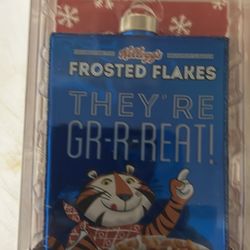 Kellogg's
FROSTED FLAKES
THEY'RE
GR-R-REAT!